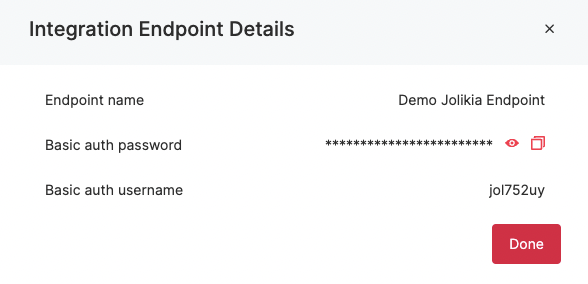 Integration Endpoint Details
Endpoint name Demo Jolikia Endpoint
Basic auth password ************************
Basic auth username jol752uy
Done